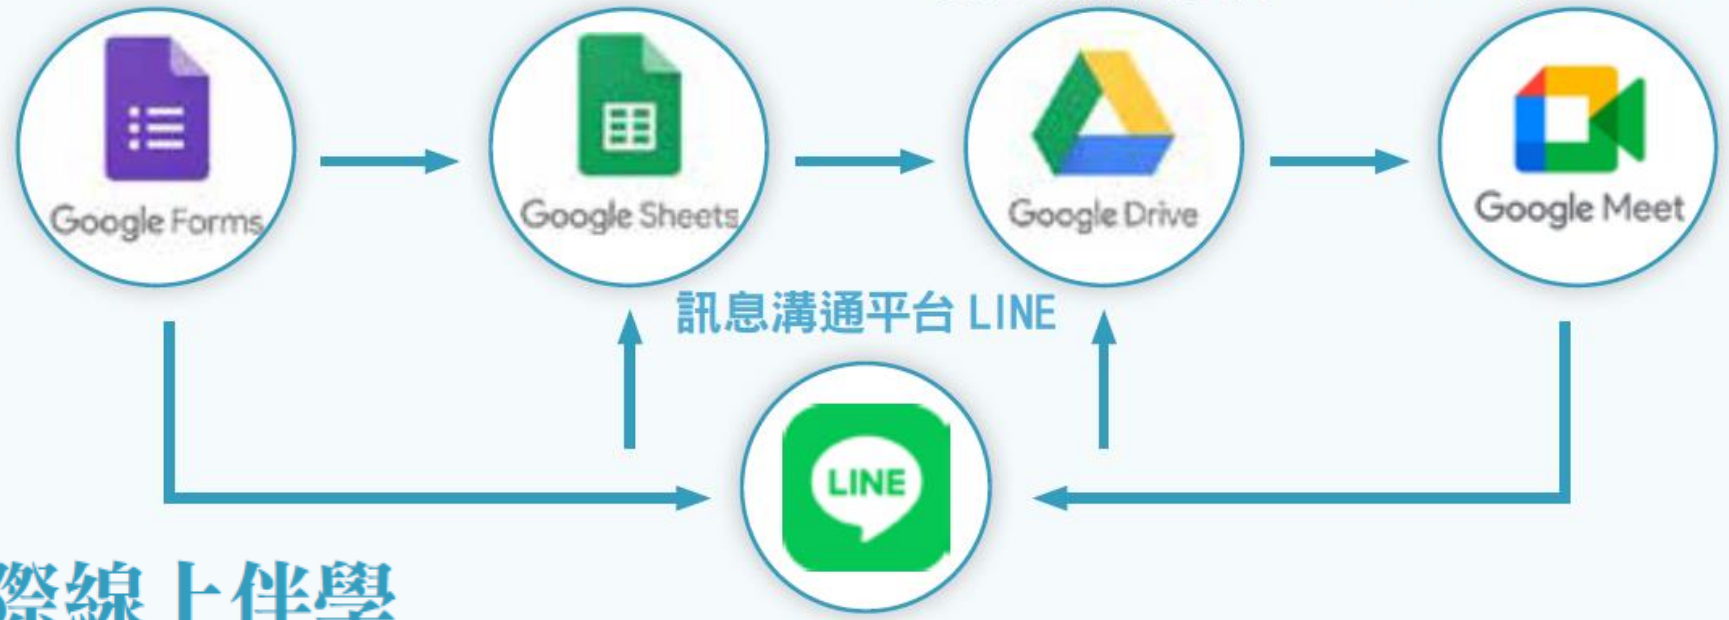 Google Forms
Google Sheets
Google Drive
Google Meet
訊息溝通平台 LINE
LINE
際線上伴學